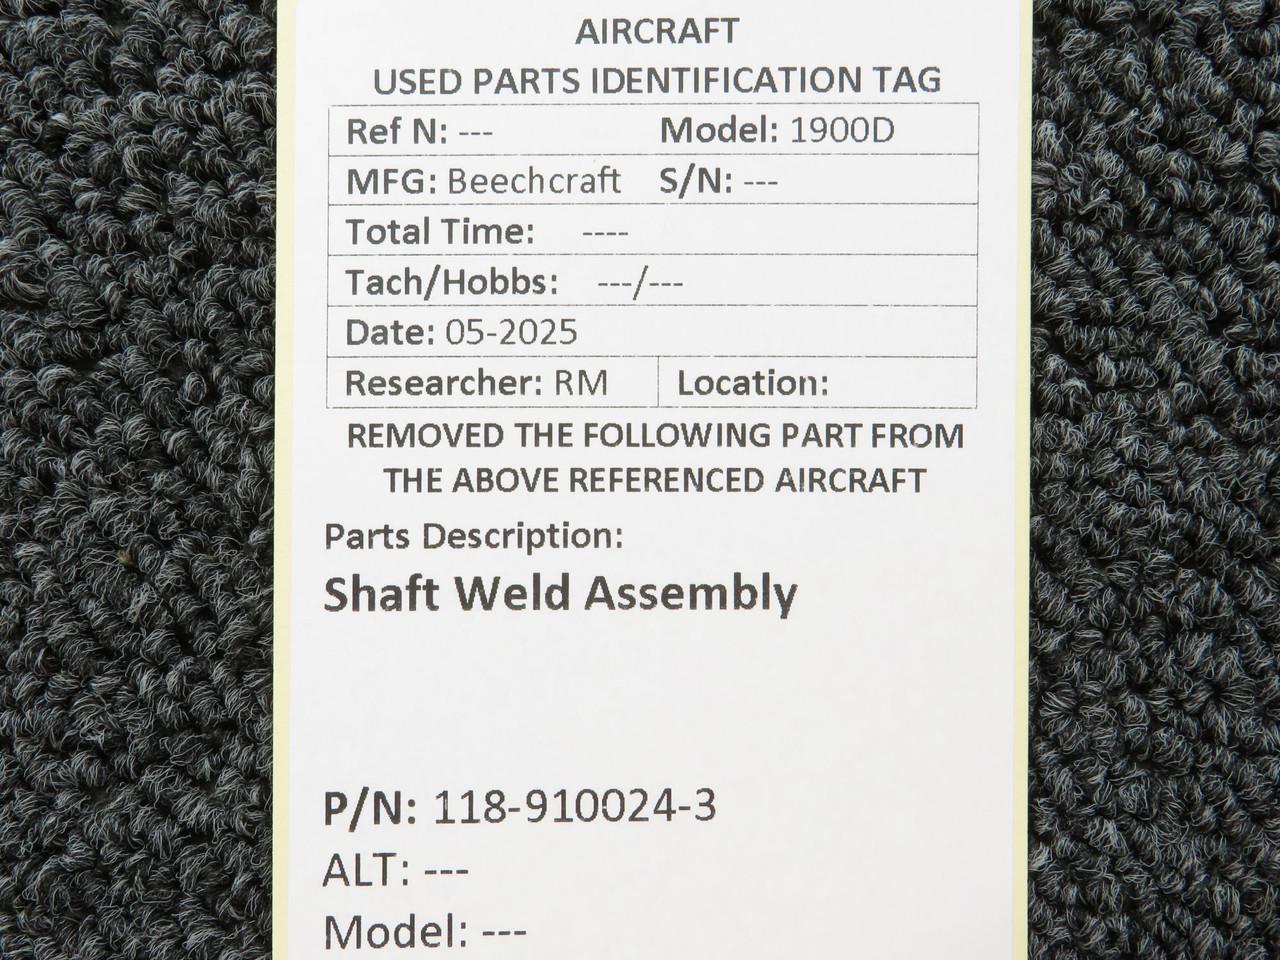 AIRCRAFT
USED PARTS IDENTIFICATION TAG
Ref N: --- Model: 1900D
MFG: Beechcraft S/N: ---
Total Time: ----
Tach/Hobbs: ---/---
Date: 05-2025
Researcher: RM Location:
REMOVED THE FOLLOWING PART FROM
THE ABOVE REFERENCED AIRCRAFT
Parts Description:
Shaft Weld Assembly
P/N: 118-910024-3
ALT: ---
Model: ---